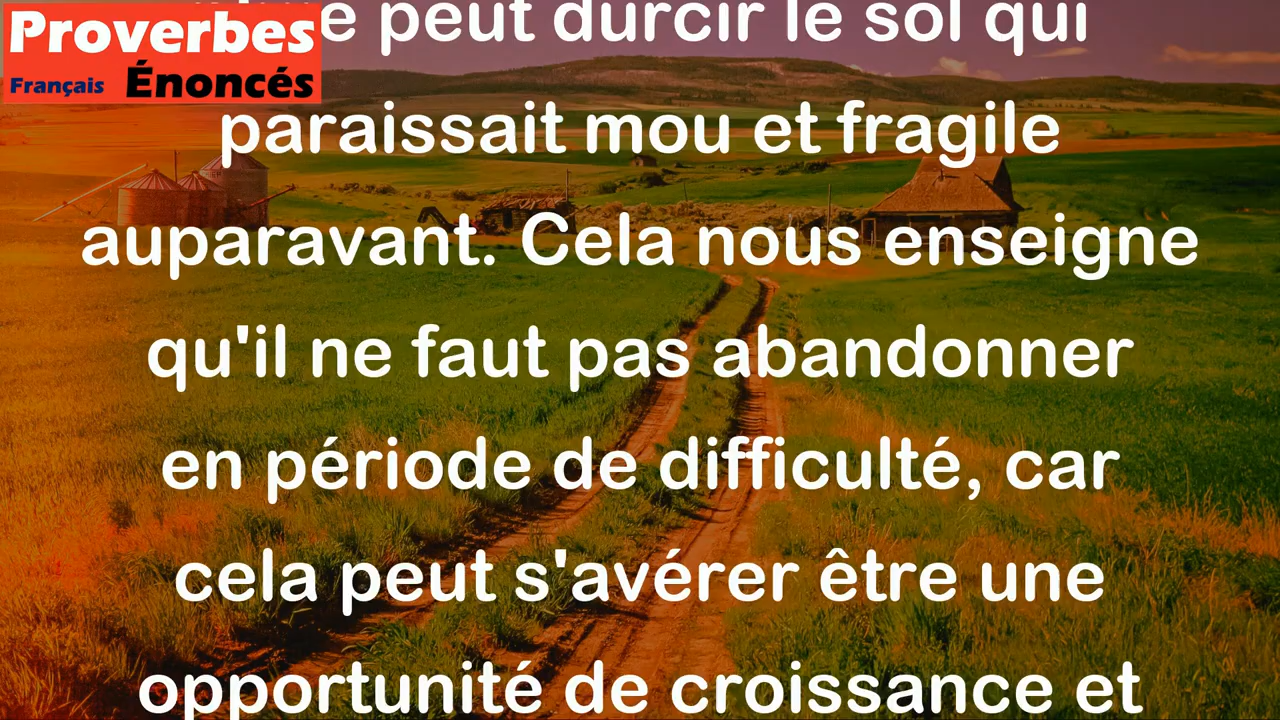 Proverbes
Français Énoncés
peut durcir le sol qui
paraissait mou et fragile
auparavant. Cela nous enseigne
qu'il ne faut pas abandonner
en période de difficulté, car
cela peut s'avérer être une
opportunité de croissance et